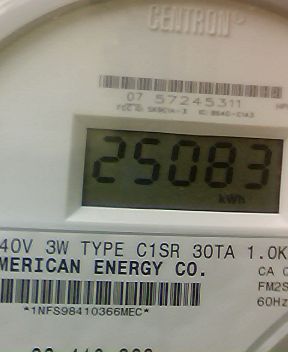 CENTRON
07 57245311
25083
kWh
40V 3W TYPE C1SR 30TA 1.0K
MERICAN ENERGY CO.
CA 0
FM2S
60Hz
*1NFS98410366MEC*